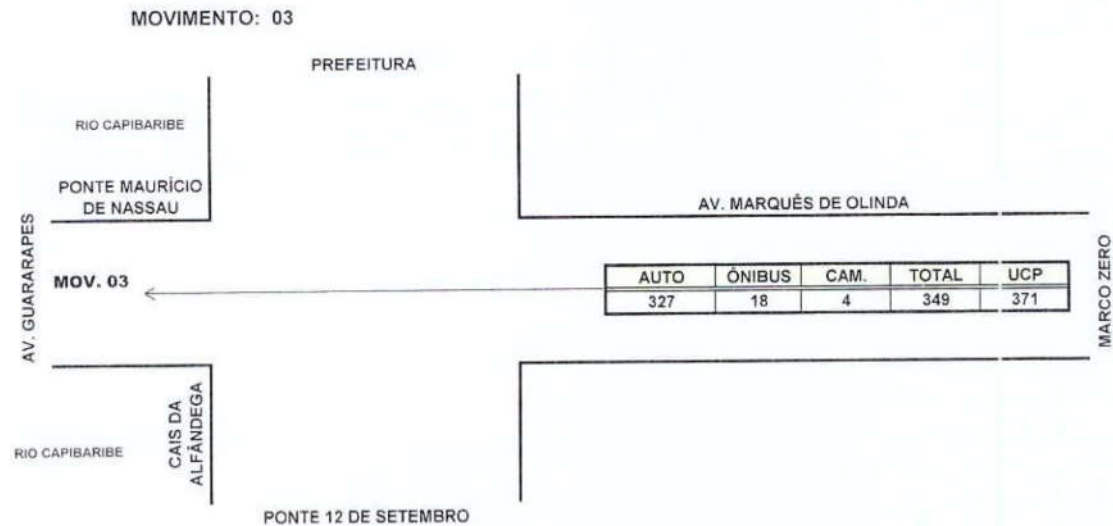 MOVIMENTO: 03
PREFEITURA
RIO CAPIBARIBE
PONTE MAURÍCIO
DE NASSAU
AV. MARQUÊS DE OLINDA
AV. GUARARAPES
MOV. 03
AUTO ÔNIBUS CAM. TOTAL UCP
327 18 4 349 371
MARCO ZERO
CAIS DA
ALFÂNDEGA
RIO CAPIBARIBE
PONTE 12 DE SETEMBRO